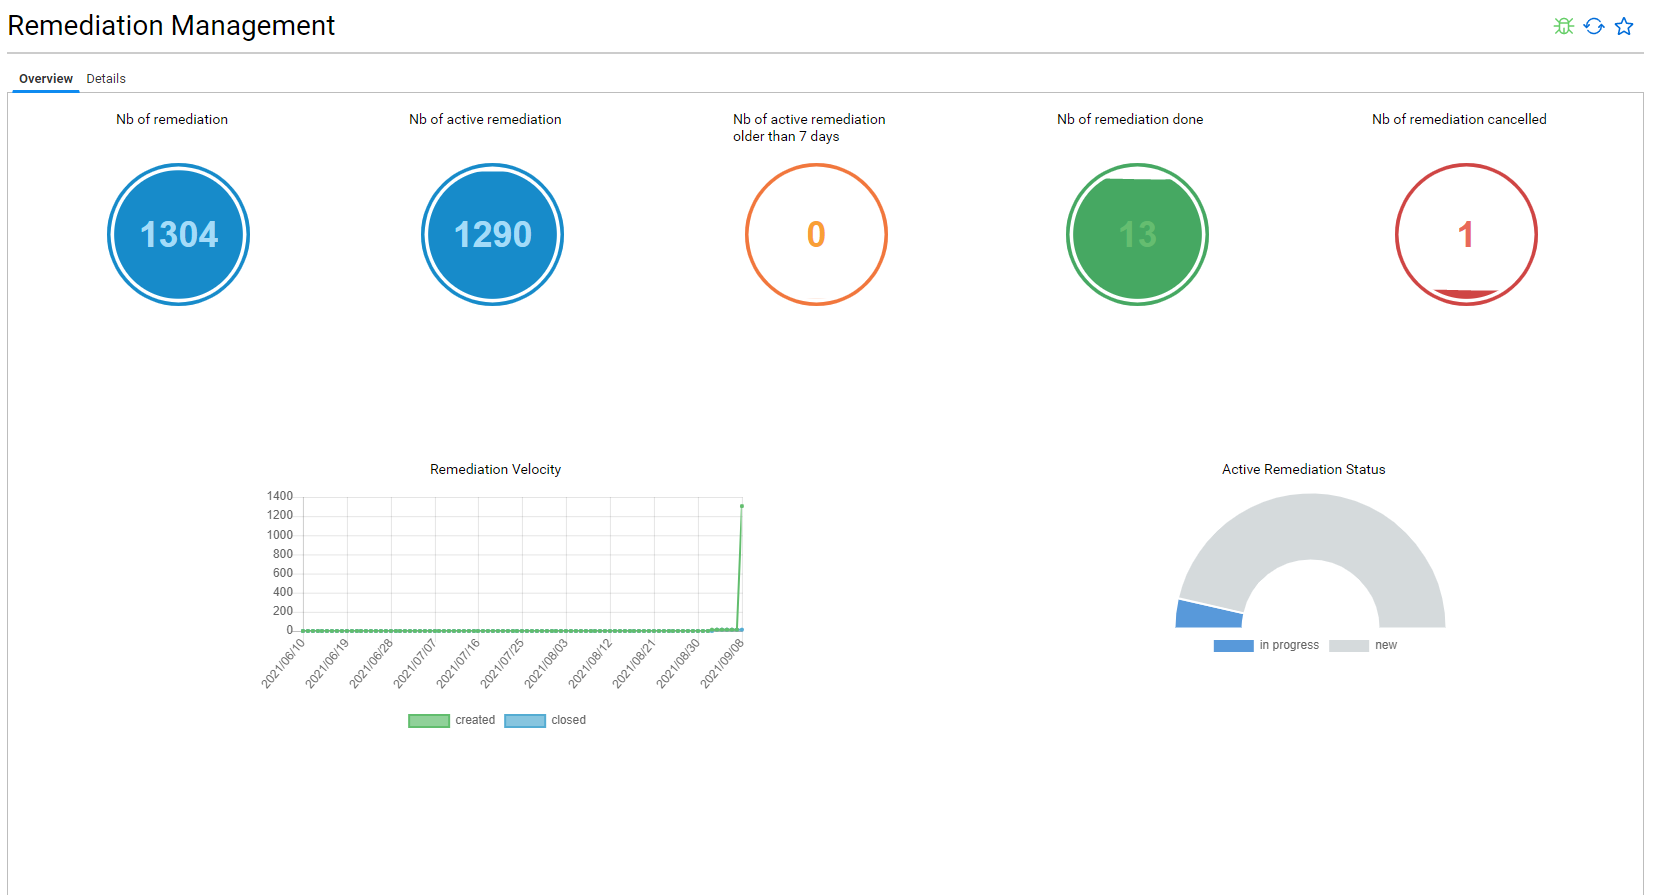 Remediation Management
Overview Details
Nb of remediation
Nb of active remediation
Nb of active remediation
older than 7 days
Nb of remediation done
Nb of remediation cancelled
1304
1290
0
13
1
Remediation Velocity
1400
1200
1000
800
600
400
200
0
2021/06/10
2021/06/19
2021/06/28
2021/07/07
2021/07/16
2021/07/25
2021/08/03
2021/08/12
2021/08/21
2021/08/30
2021/09/08
created closed
Active Remediation Status
in progress new